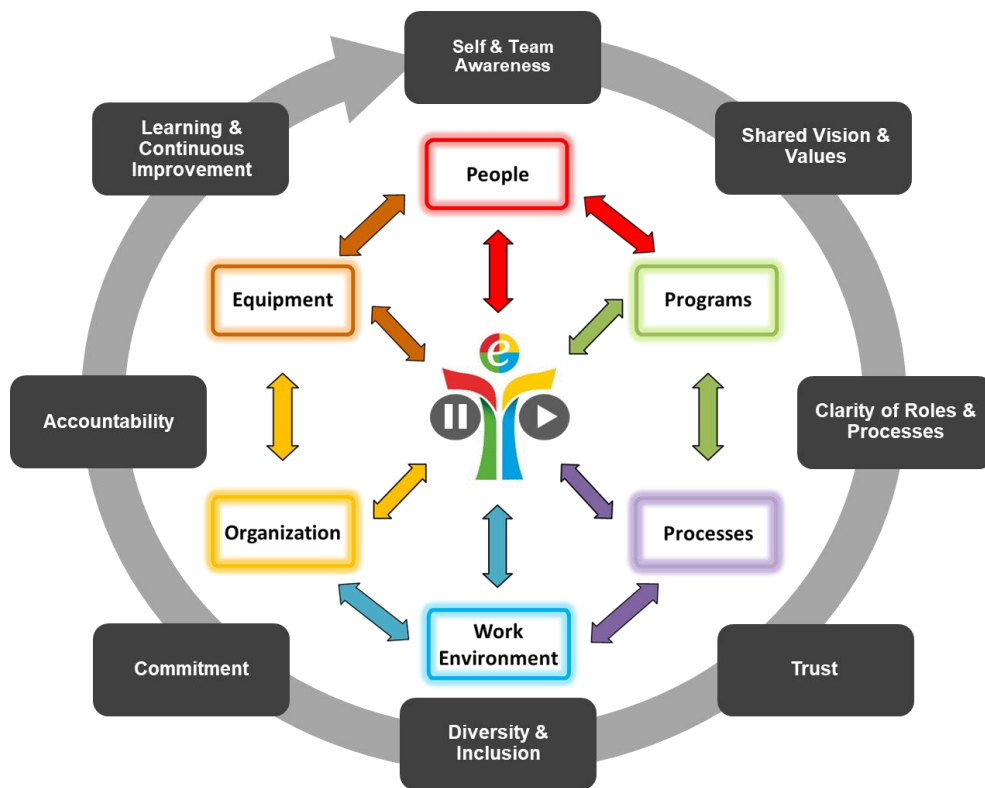 Self & Team
Awareness
Learning &
Continuous
Improvement
Shared Vision &
Values
People
Equipment
Programs
e
Accountability
Clarity of Roles &
Processes
Organization
Processes
Work
Environment
Commitment
Trust
Diversity &
Inclusion